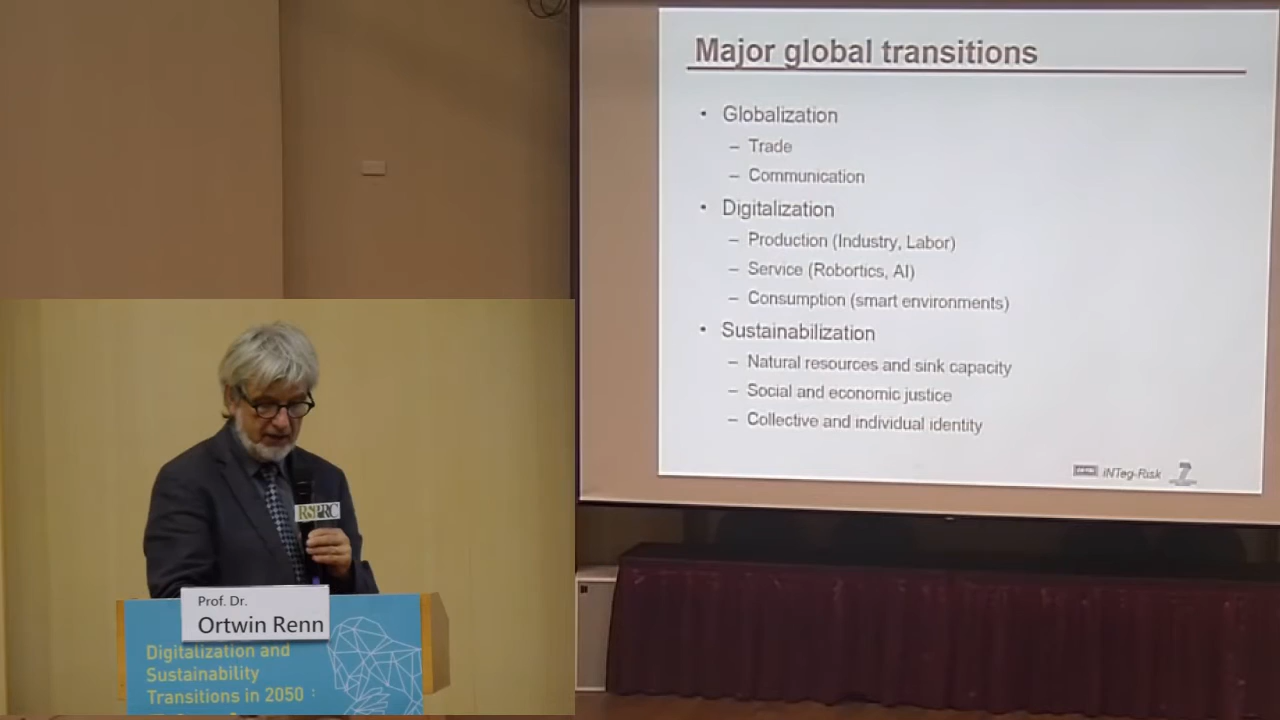 Major global transitions
• Globalization
– Trade
– Communication
• Digitalization
– Production (Industry, Labor)
– Service (Robortics, AI)
– Consumption (smart environments)
• Sustainabilization
– Natural resources and sink capacity
– Social and economic justice
– Collective and individual identity
iNTeg-Risk
RSPRC
Prof. Dr.
Ortwin Renn
Digitalization and
Sustainability
Transitions in 2050 :